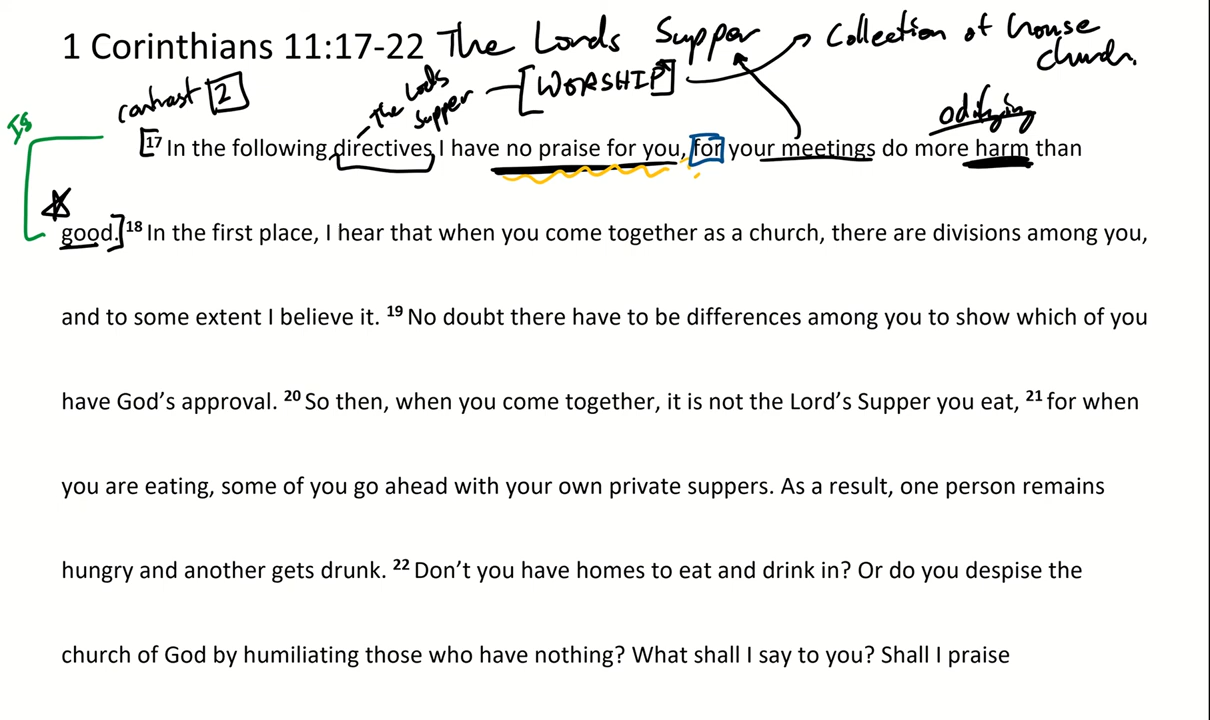 1 Corinthians 11:17-22 The Lords Supper → Collection of house
church.
contrast [2] The Lords
Supper — [WORSHIP]
I8 odifying
[17 In the following directives I have no praise for you, for your meetings do more harm than
good.] 18 In the first place, I hear that when you come together as a church, there are divisions among you,
and to some extent I believe it. 19 No doubt there have to be differences among you to show which of you
have God’s approval. 20 So then, when you come together, it is not the Lord’s Supper you eat, 21 for when
you are eating, some of you go ahead with your own private suppers. As a result, one person remains
hungry and another gets drunk. 22 Don’t you have homes to eat and drink in? Or do you despise the
church of God by humiliating those who have nothing? What shall I say to you? Shall I praise